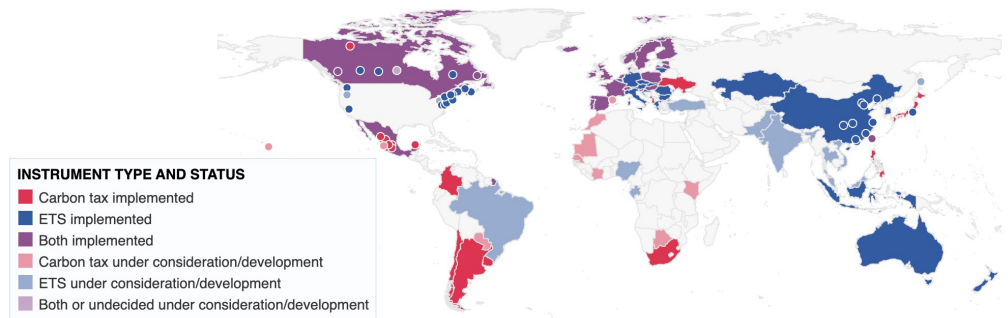 INSTRUMENT TYPE AND STATUS
Carbon tax implemented
ETS implemented
Both implemented
Carbon tax under consideration/development
ETS under consideration/development
Both or undecided under consideration/development